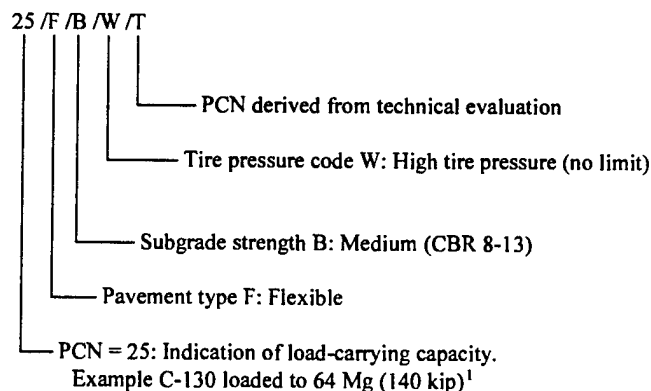 25 /F /B /W /T
PCN derived from technical evaluation
Tire pressure code W: High tire pressure (no limit)
Subgrade strength B: Medium (CBR 8-13)
Pavement type F: Flexible
PCN = 25: Indication of load-carrying capacity.
Example C-130 loaded to 64 Mg (140 kip)¹